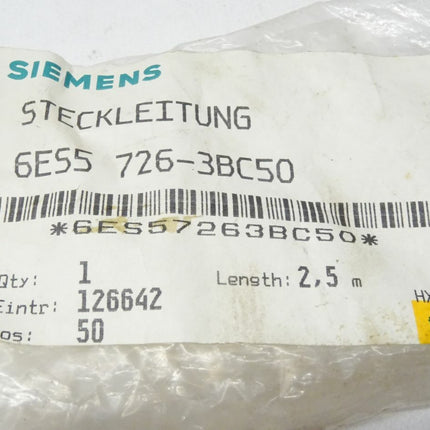 SIEMENS
STECKLEITUNG
6ES5 726-3BC50
*6ES57263BC50*
Qty: 1 Length: 2,5 m
Eintr: 126642
os: 50